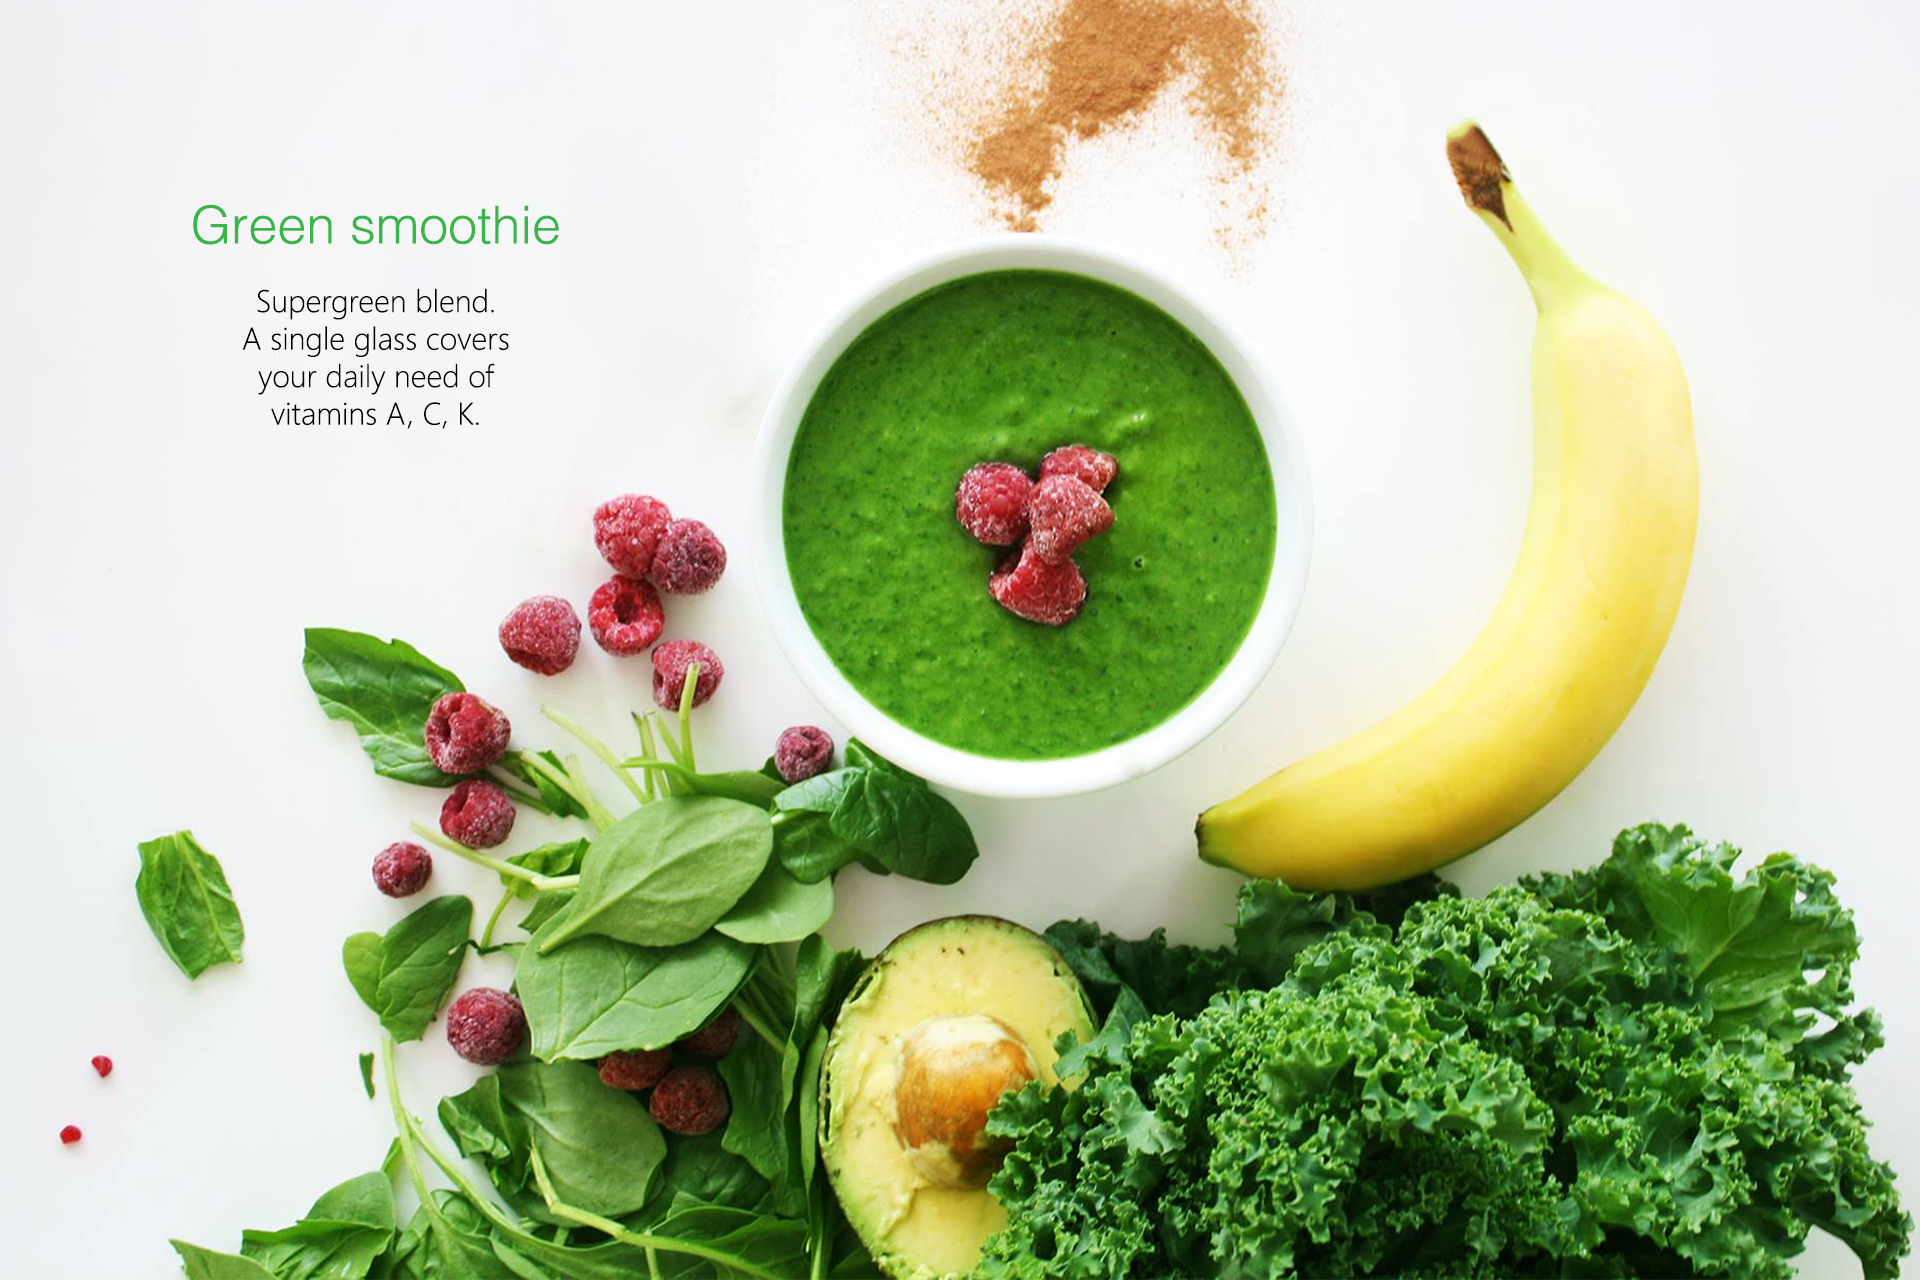 Green smoothie
Supergreen blend.
A single glass covers
your daily need of
vitamins A, C, K.